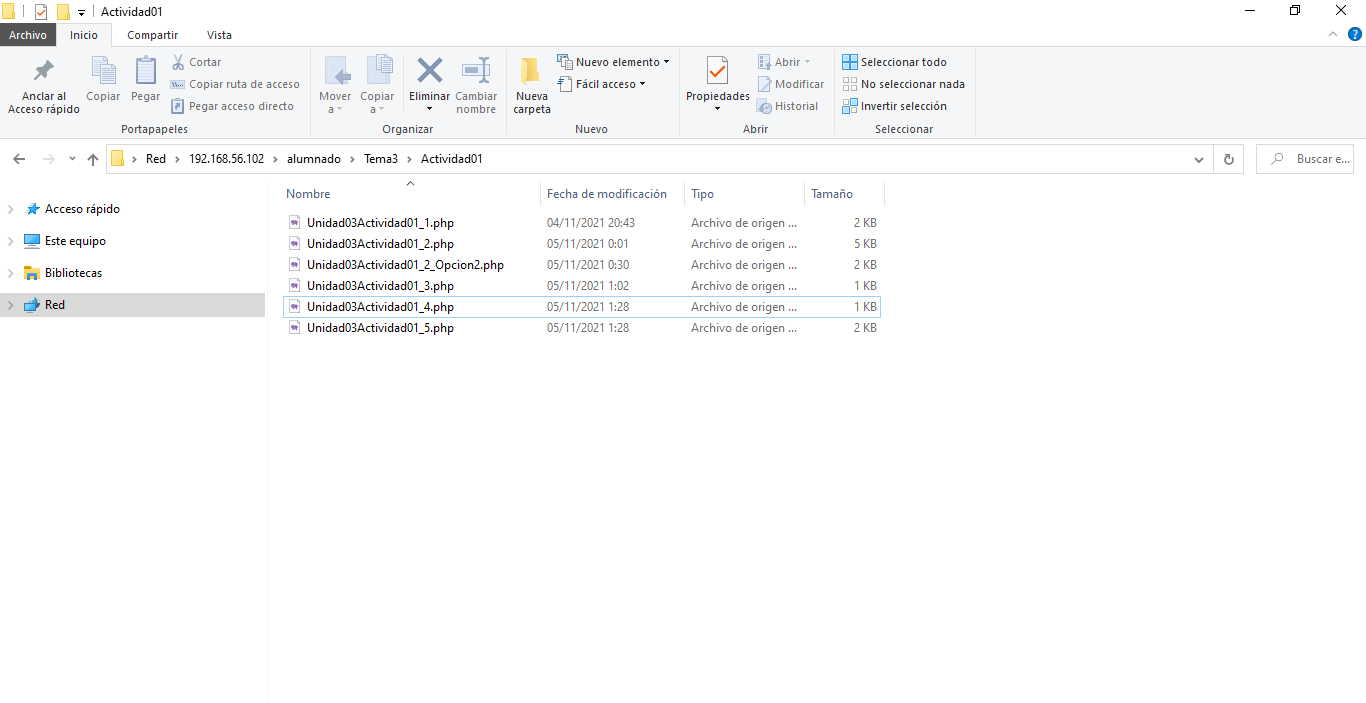 Actividad01
Archivo Inicio Compartir Vista
Anclar al Acceso rápido
Copiar
Pegar
Cortar
Copiar ruta de acceso
Pegar acceso directo
Portapapeles
Mover a
Copiar a
Eliminar
Cambiar nombre
Organizar
Nueva carpeta
Nuevo elemento
Fácil acceso
Nuevo
Propiedades
Abrir
Modificar
Historial
Abrir
Seleccionar todo
No seleccionar nada
Invertir selección
Seleccionar
Red > 192.168.56.102 > alumnado > Tema3 > Actividad01
Buscar e...
Acceso rápido
Este equipo
Bibliotecas
Red
Nombre Fecha de modificación Tipo Tamaño
Unidad03Actividad01_1.php 04/11/2021 20:43 Archivo de origen ... 2 KB
Unidad03Actividad01_2.php 05/11/2021 0:01 Archivo de origen ... 5 KB
Unidad03Actividad01_2_Opcion2.php 05/11/2021 0:30 Archivo de origen ... 2 KB
Unidad03Actividad01_3.php 05/11/2021 1:02 Archivo de origen ... 1 KB
Unidad03Actividad01_4.php 05/11/2021 1:28 Archivo de origen ... 1 KB
Unidad03Actividad01_5.php 05/11/2021 1:28 Archivo de origen ... 2 KB